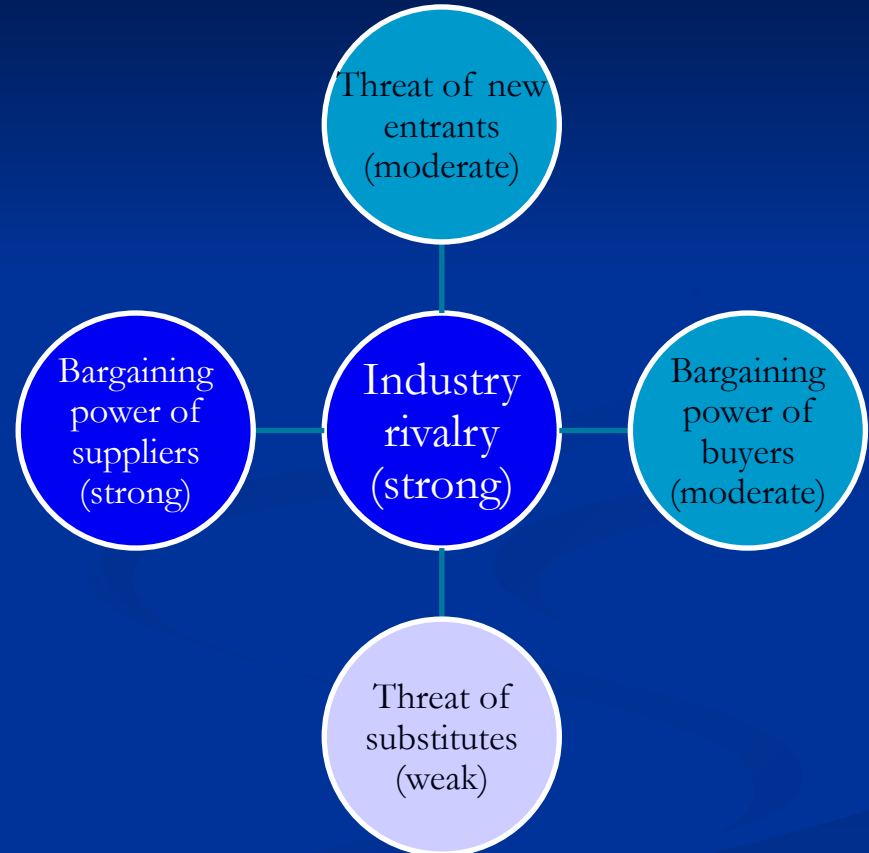 Threat of new
entrants
(moderate)
Bargaining
power of
suppliers
(strong)
Industry
rivalry
(strong)
Bargaining
power of
buyers
(moderate)
Threat of
substitutes
(weak)